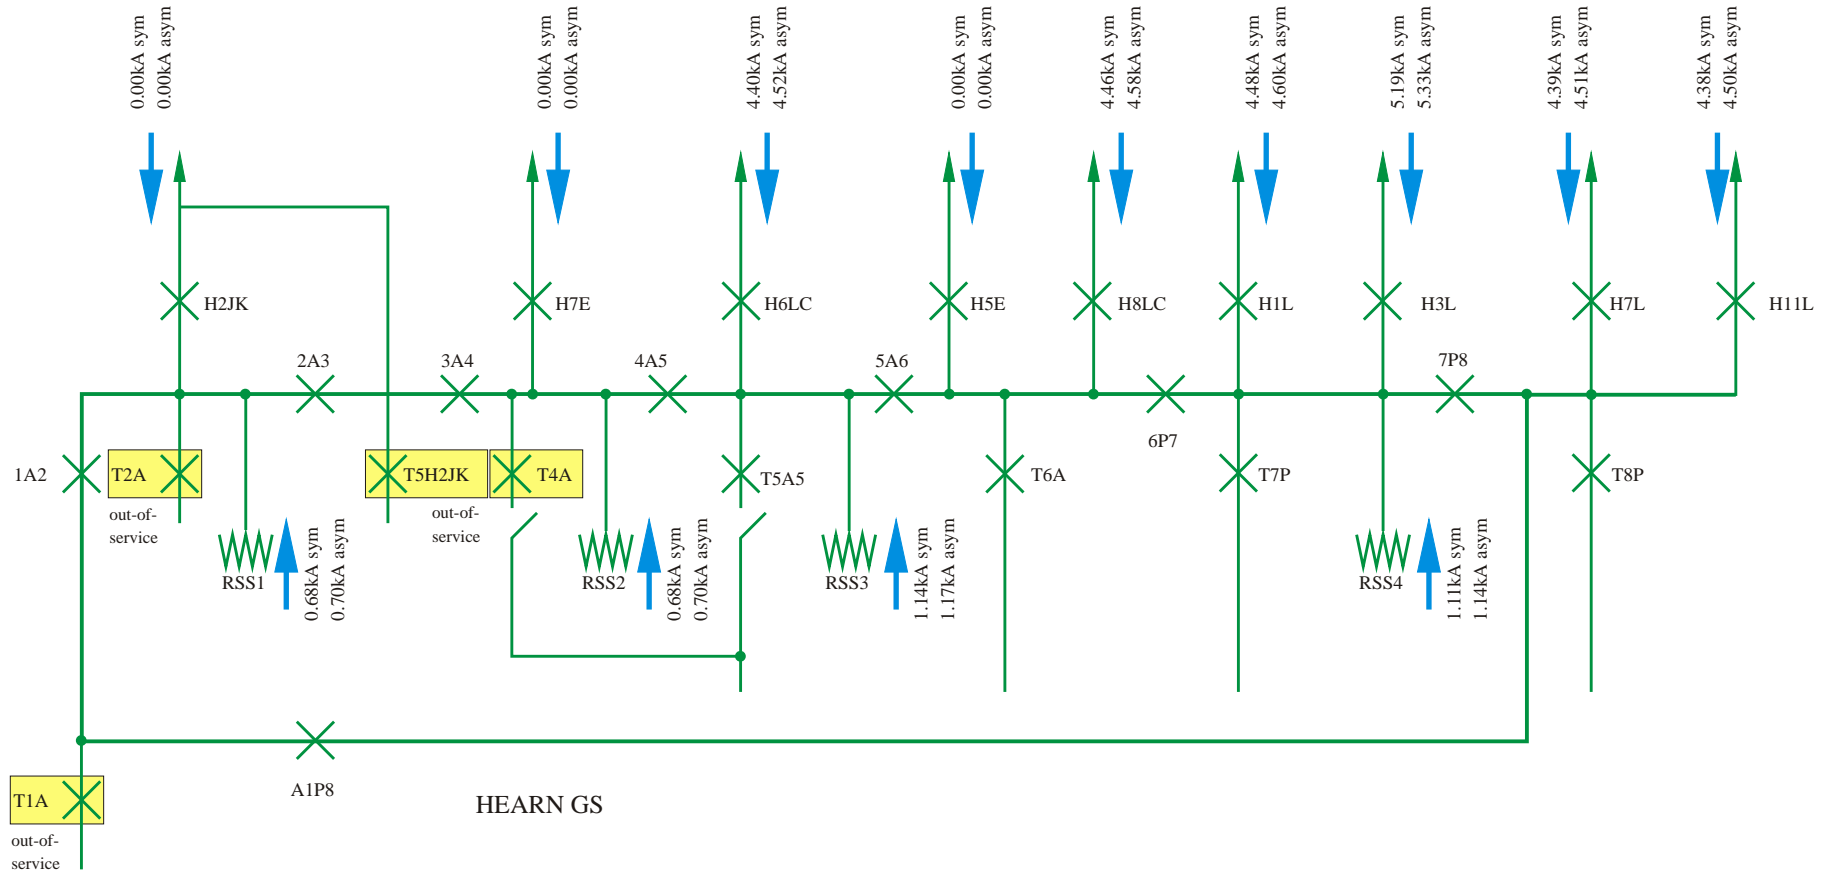 0.00kA sym
0.00kA asym
0.00kA sym
0.00kA asym
4.40kA sym
4.52kA asym
0.00kA sym
0.00kA asym
4.46kA sym
4.58kA asym
4.48kA sym
4.60kA asym
5.19kA sym
5.33kA asym
4.39kA sym
4.51kA asym
4.38kA sym
4.50kA asym
H2JK
H7E
H6LC
H5E
H8LC
H1L
H3L
H7L
H11L
2A3
3A4
4A5
5A6
7P8
6P7
1A2
T2A
out-of-
service
T5H2JK
T4A
out-of-
service
T5A5
T6A
T7P
T8P
RSS1
0.68kA sym
0.70kA asym
RSS2
0.68kA sym
0.70kA asym
RSS3
1.14kA sym
1.17kA asym
RSS4
1.11kA sym
1.14kA asym
A1P8
T1A
out-of-
service
HEARN GS